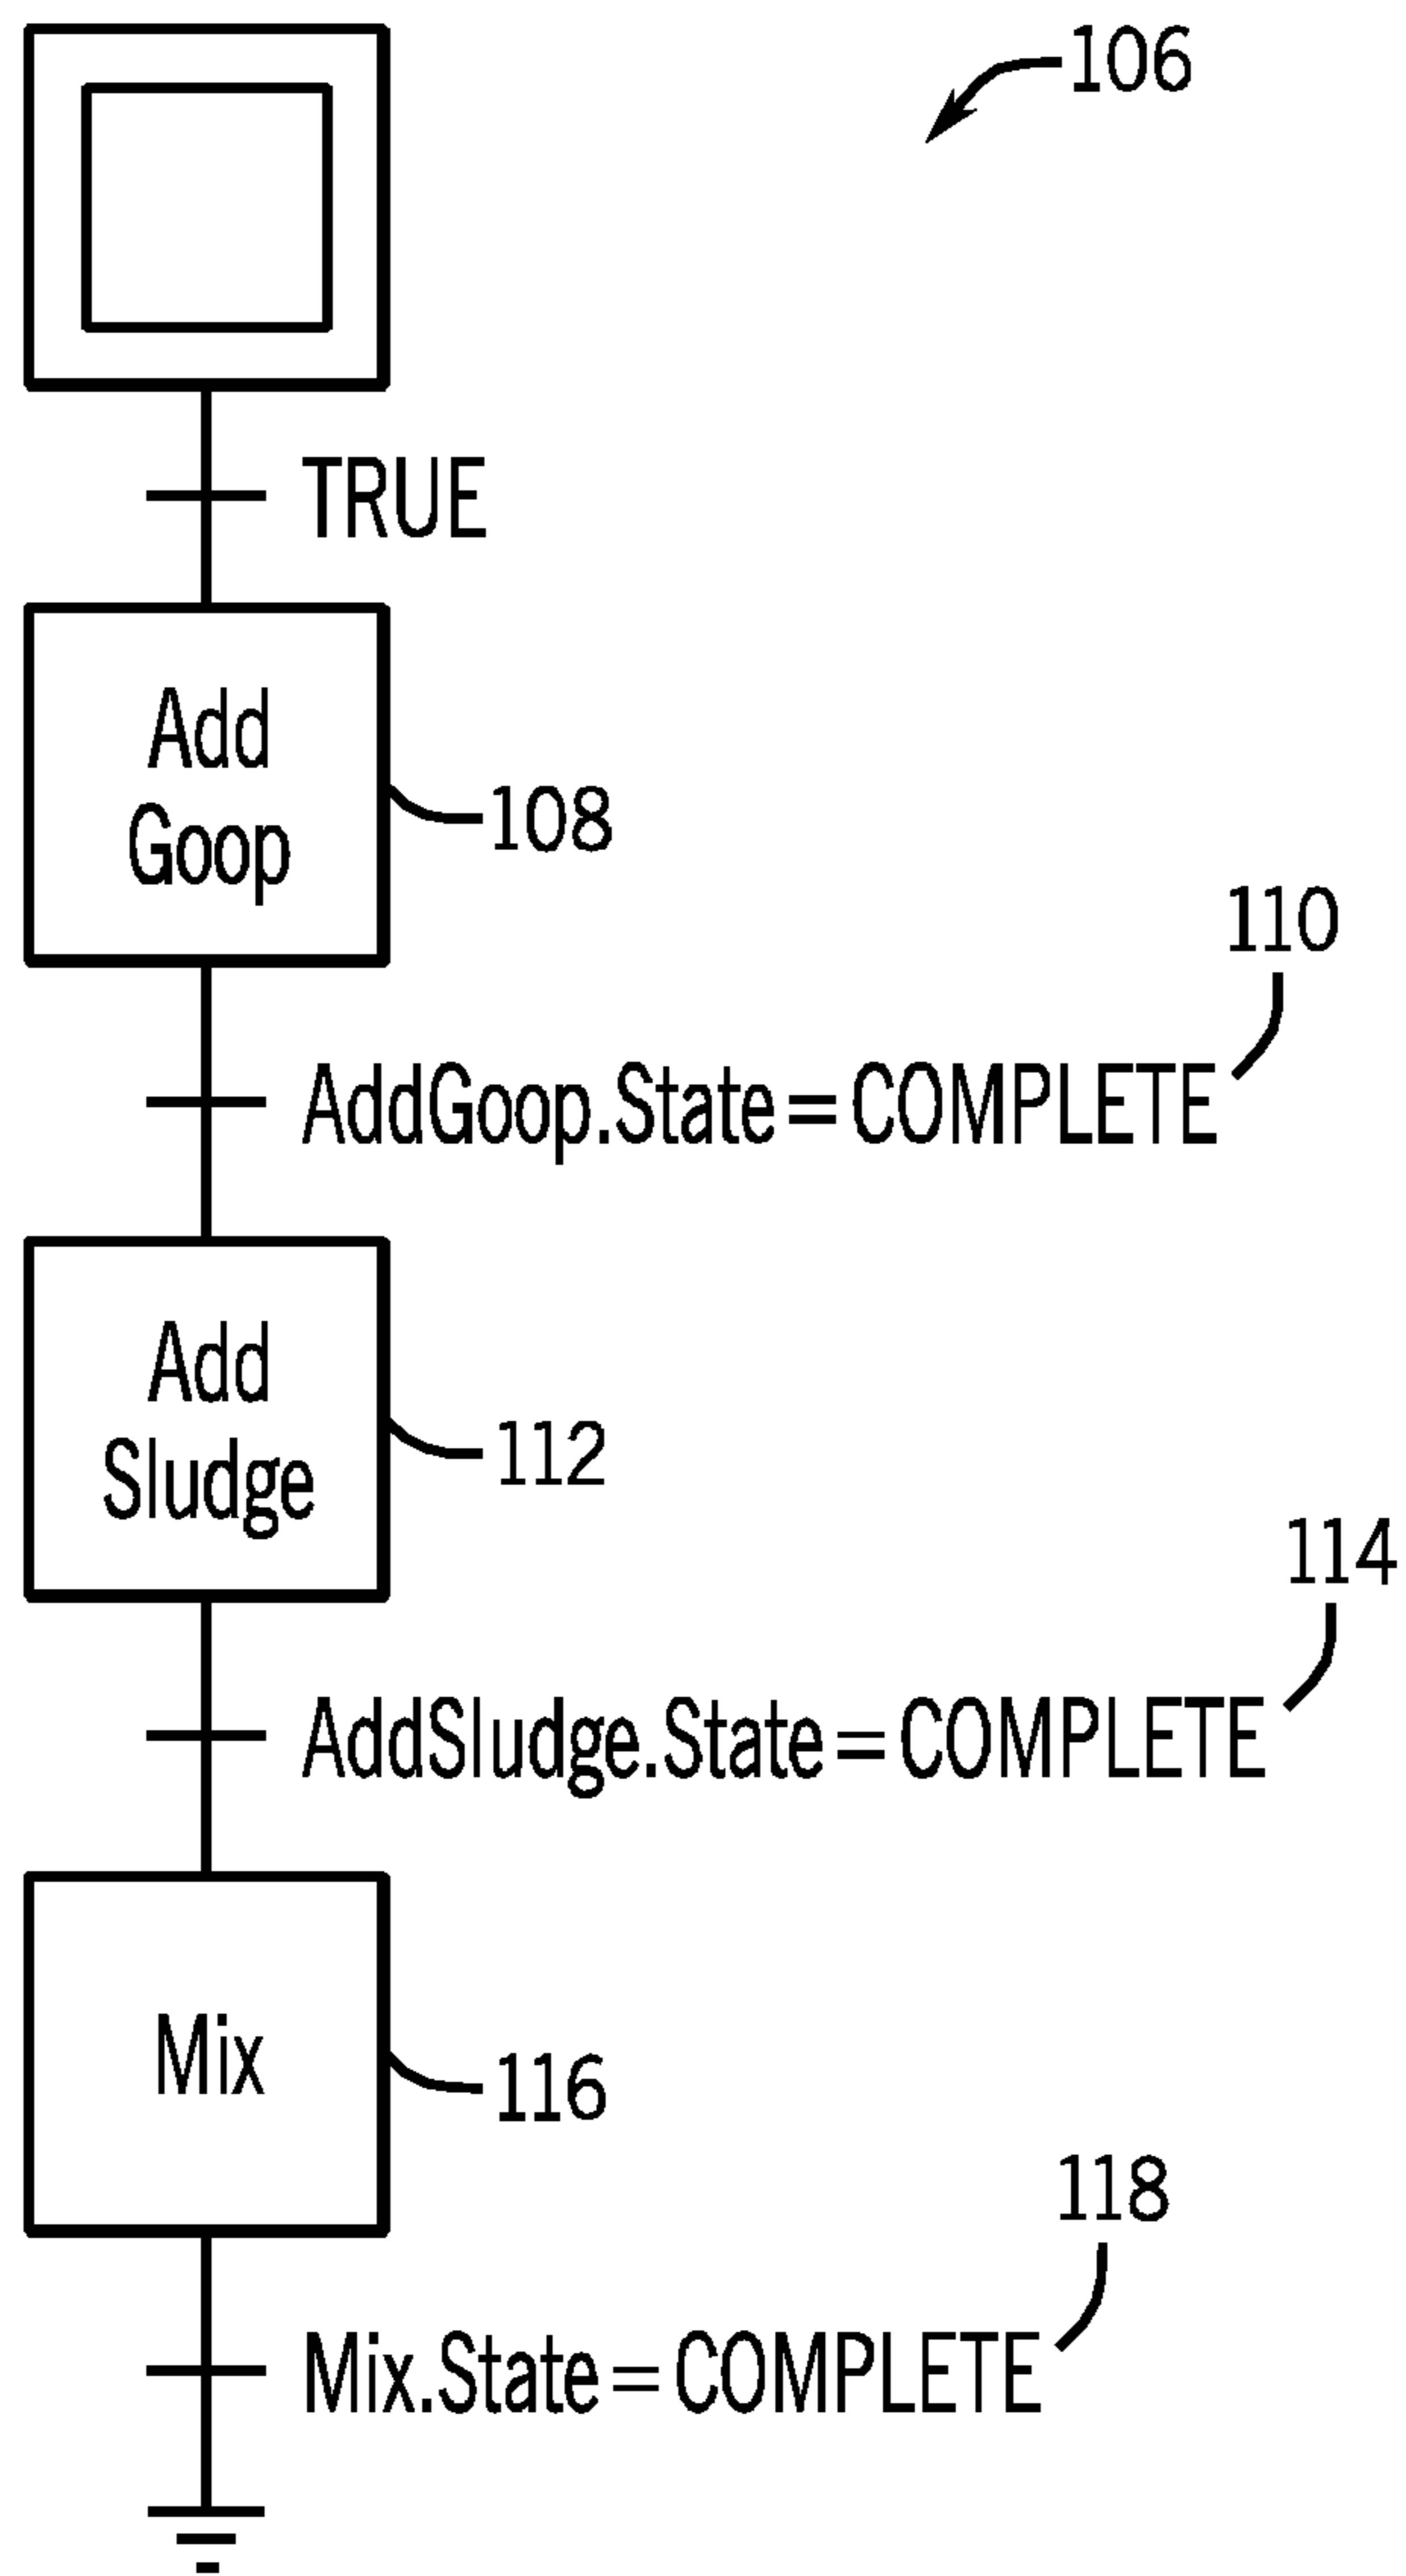 106
TRUE
Add
Goop
108
110
AddGoop.State=COMPLETE
Add
Sludge
112
114
AddSludge.State=COMPLETE
Mix
116
118
Mix.State=COMPLETE